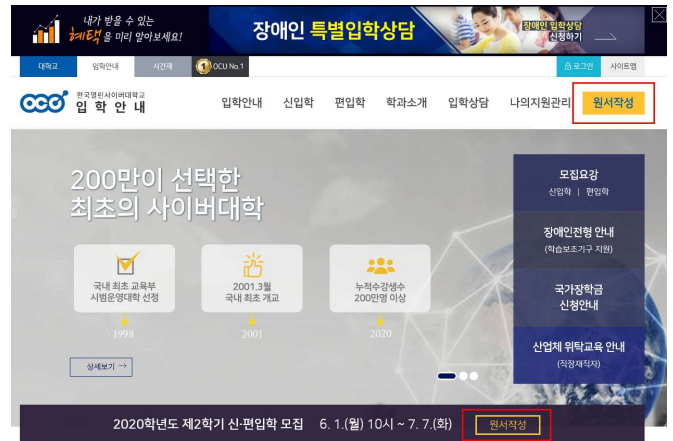 내가 받을 수 있는
혜택을 미리 알아보세요!
장애인 특별입학상담
장애인 입학상담
신청하기
대학교
입학안내
시간제
1 OCU No.1
로그인
사이트맵
OCU
한국열린사이버대학교
입학안내
입학안내 신입학 편입학 학과소개 입학상담 나의지원관리 원서작성
200만이 선택한
최초의 사이버대학
국내 최초 교육부
시범운영대학 선정
2001.3월
국내 최초 개교
누적수강생수
200만명 이상
1998
2001
2020
상세보기 →
모집요강
신입학 | 편입학
장애인전형 안내
(학습보조기구 지원)
국가장학금
신청안내
산업체 위탁교육 안내
(직장재직자)
2020학년도 제2학기 신·편입학 모집 6. 1.(월) 10시 ~ 7. 7.(화) 원서작성